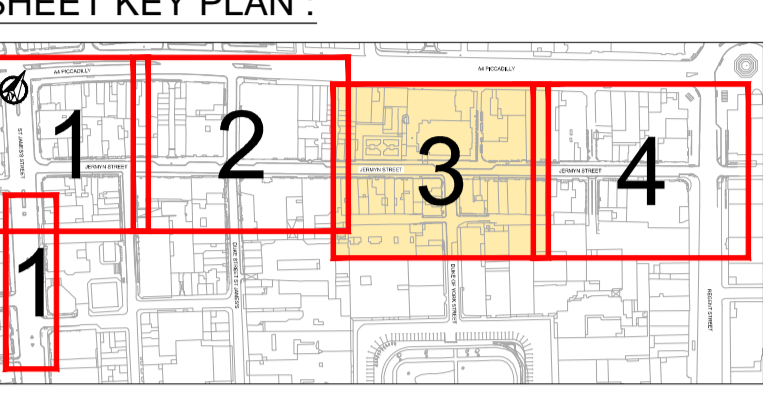 SHEET KEY PLAN :
A4 PICCADILLY
A4 PICCADILLY
ST JAMES'S STREET
1
2
3
4
JERMYN STREET
JERMYN STREET
JERMYN STREET
1
DUKE STREET ST JAMES'S
DUKE OF YORK STREET
REGENT STREET